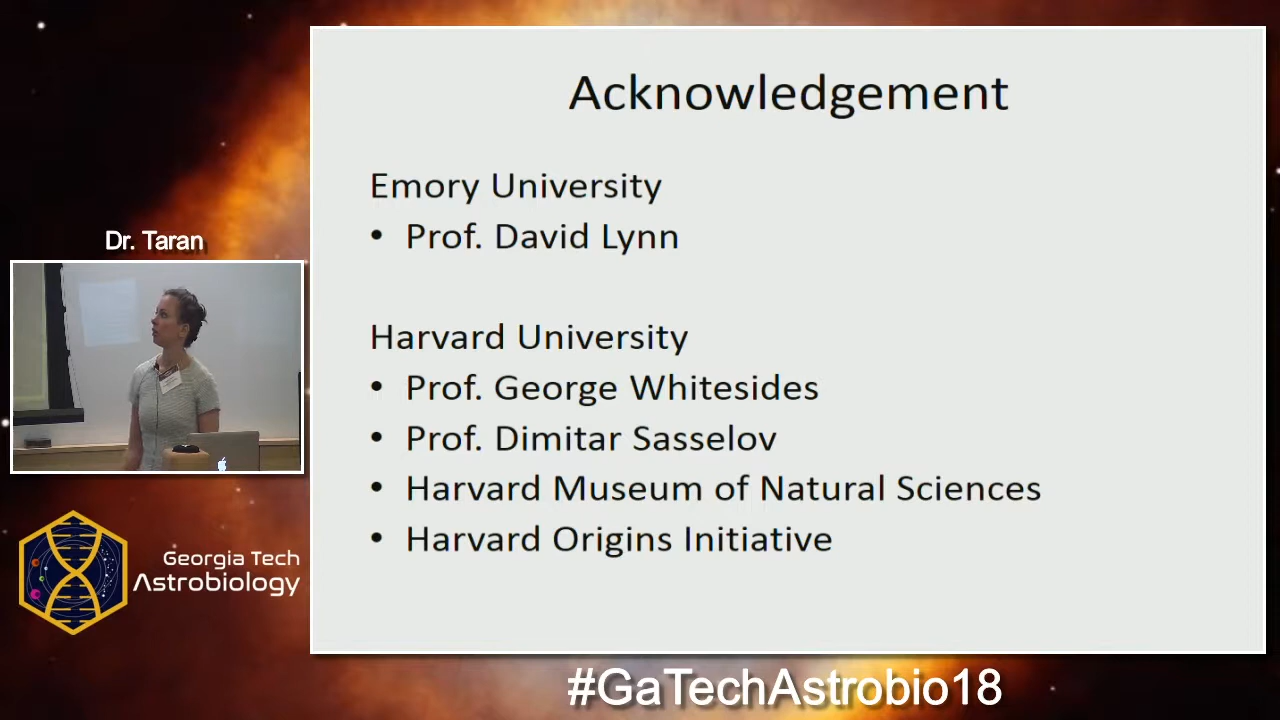 Acknowledgement
Emory University
• Prof. David Lynn
Harvard University
• Prof. George Whitesides
• Prof. Dimitar Sasselov
• Harvard Museum of Natural Sciences
• Harvard Origins Initiative
Dr. Taran
Georgia Tech
Astrobiology
#GaTechAstrobio18